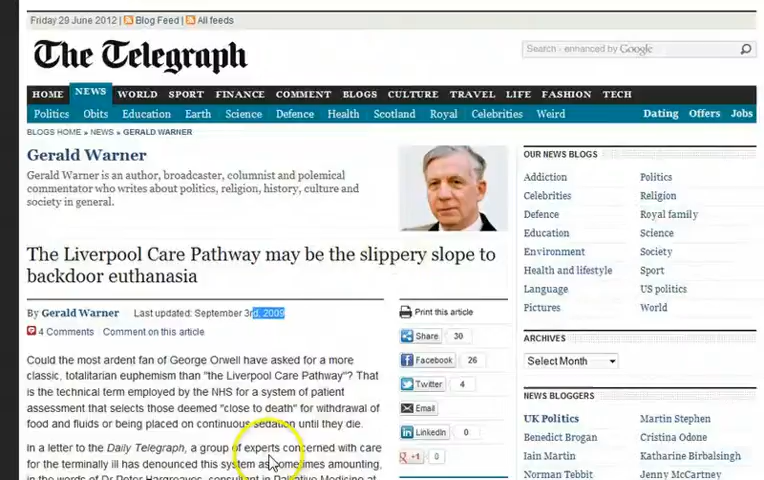 Friday 29 June 2012 | Blog Feed | All feeds
The Telegraph
Search - enhanced by Google
HOME NEWS WORLD SPORT FINANCE COMMENT BLOGS CULTURE TRAVEL LIFE FASHION TECH
Politics Obits Education Earth Science Defence Health Scotland Royal Celebrities Weird Dating Offers Jobs
BLOGS HOME » NEWS » GERALD WARNER
Gerald Warner
Gerald Warner is an author, broadcaster, columnist and polemical
commentator who writes about politics, religion, history, culture and
society in general.
The Liverpool Care Pathway may be the slippery slope to
backdoor euthanasia
By Gerald Warner Last updated: September 3rd, 2009
4 Comments Comment on this article
Could the most ardent fan of George Orwell have asked for a more
classic, totalitarian euphemism than "the Liverpool Care Pathway"? That
is the technical term employed by the NHS for a system of patient
assessment that selects those deemed "close to death" for withdrawal of
food and fluids or being placed on continuous sedation until they die.
In a letter to the Daily Telegraph, a group of experts concerned with care
for the terminally ill has denounced this system as sometimes amounting,
in the words of Dr Peter Hargreaves, consultant in Palliative Medicine at
Print this article
Share 30
Facebook 26
Twitter 4
Email
LinkedIn 0
+1 0
OUR NEWS BLOGS
Addiction Politics
Celebrities Religion
Defence Royal family
Education Science
Environment Society
Health and lifestyle Sport
Language US politics
Pictures World
ARCHIVES
Select Month
NEWS BLOGGERS
UK Politics Martin Stephen
Benedict Brogan Cristina Odone
Iain Martin Katharine Birbalsingh
Norman Tebbit Jenny McCartney